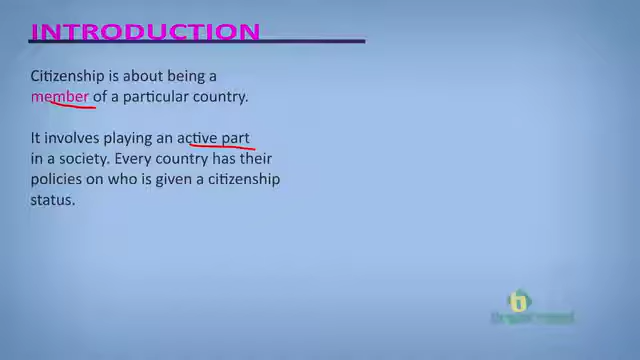 INTRODUCTION
Citizenship is about being a
member of a particular country.
It involves playing an active part
in a society. Every country has their
policies on who is given a citizenship
status.